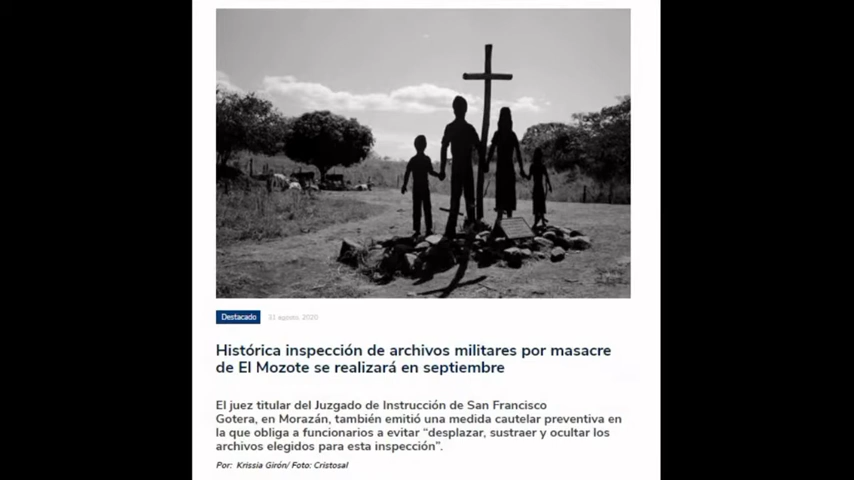 Destacado 31 agosto, 2020
Histórica inspección de archivos militares por masacre
de El Mozote se realizará en septiembre
El juez titular del Juzgado de Instrucción de San Francisco
Gotera, en Morazán, también emitió una medida cautelar preventiva en
la que obliga a funcionarios a evitar “desplazar, sustraer y ocultar los
archivos elegidos para esta inspección”.
Por: Krissia Girón/ Foto: Cristosal